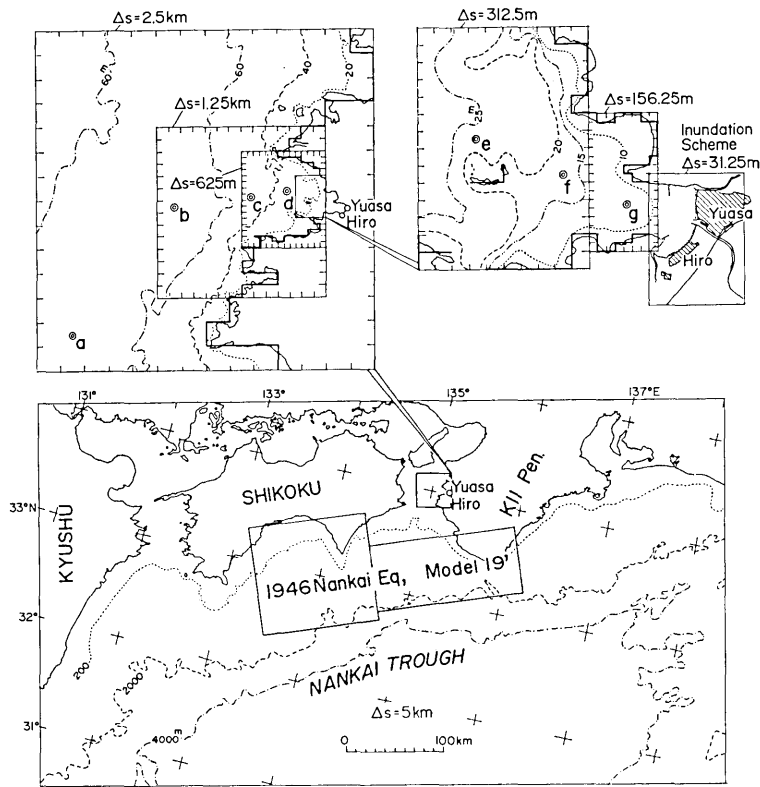 Δs=2.5km
60m
60
40
20
Δs=1.25km
Δs=625m
b
c
d
Yuasa
Hiro
a
Δs=312.5m
Δs=156.25m
25m
e
20
15
10
f
g
Inundation
Scheme
Δs=31.25m
Yuasa
Hiro
131°
133°
135°
137°E
33°N
32°
31°
KYUSHU
SHIKOKU
KII Pen.
Yuasa
Hiro
1946 Nankai Eq, Model 19'
NANKAI TROUGH
200
2000
4000m
Δs=5km
0 100km